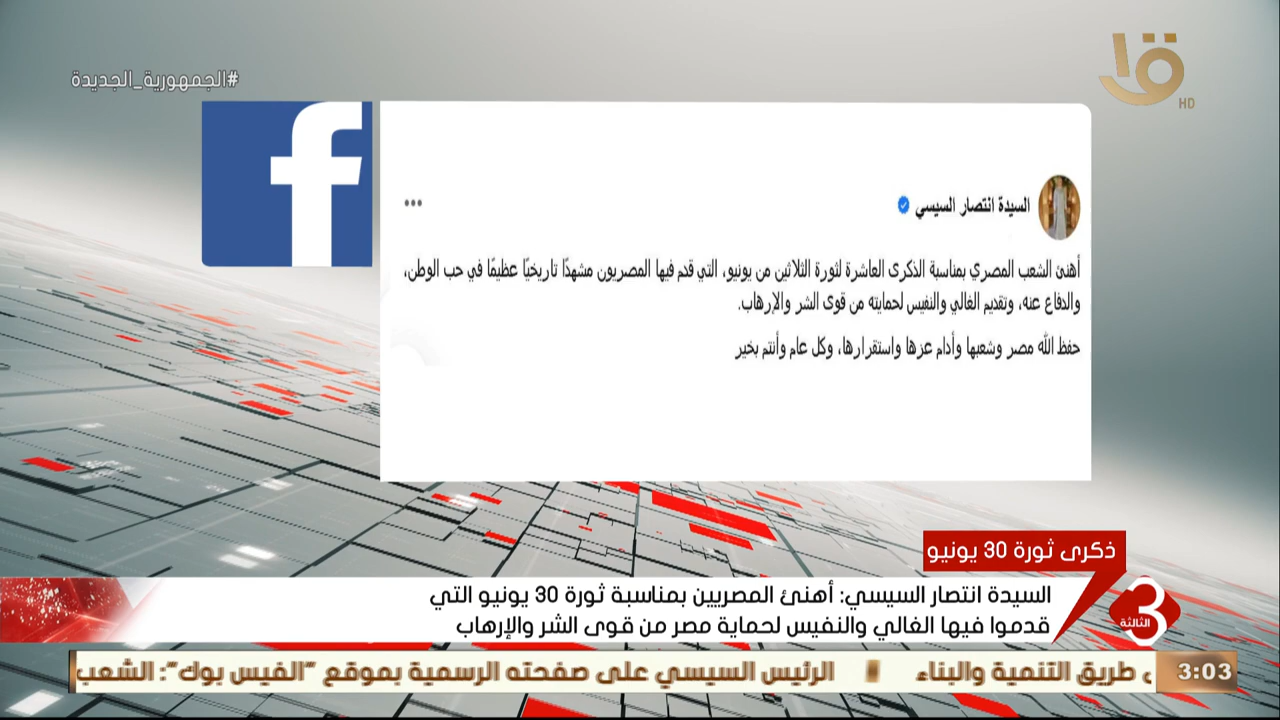 #الجمهورية_الجديدة
HD
السيدة انتصار السيسي
أهنئ الشعب المصري بمناسبة الذكرى العاشرة لثورة الثلاثين من يونيو، التي قدم فيها المصريون مشهدًا تاريخيًا عظيمًا في حب الوطن،
والدفاع عنه، وتقديم الغالي والنفيس لحمايته من قوى الشر والإرهاب.
حفظ الله مصر وشعبها وأدام عزها واستقرارها، وكل عام وأنتم بخير
ذكرى ثورة 30 يونيو
السيدة انتصار السيسي: أهنئ المصريين بمناسبة ثورة 30 يونيو التي
قدموا فيها الغالي والنفيس لحماية مصر من قوى الشر والإرهاب
3 الثالثة
3:03
طريق التنمية والبناء الرئيس السيسي على صفحته الرسمية بموقع "الفيس بوك": الشعب